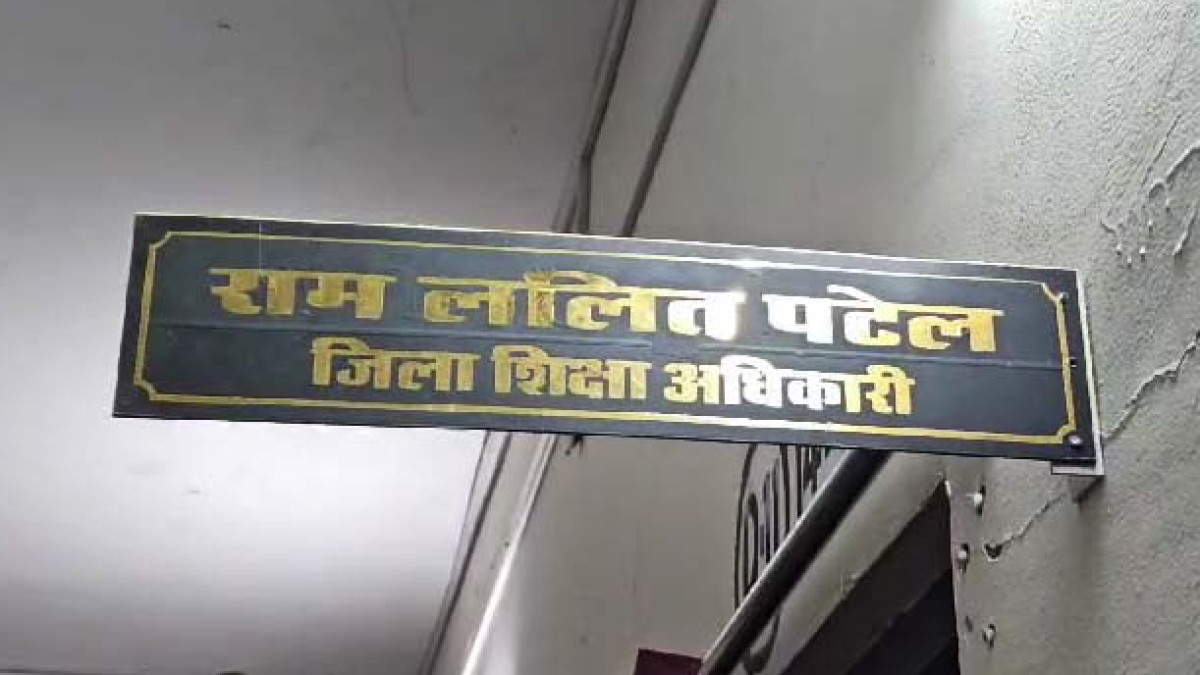 राम ललित पटेल
जिला शिक्षा अधिकारी